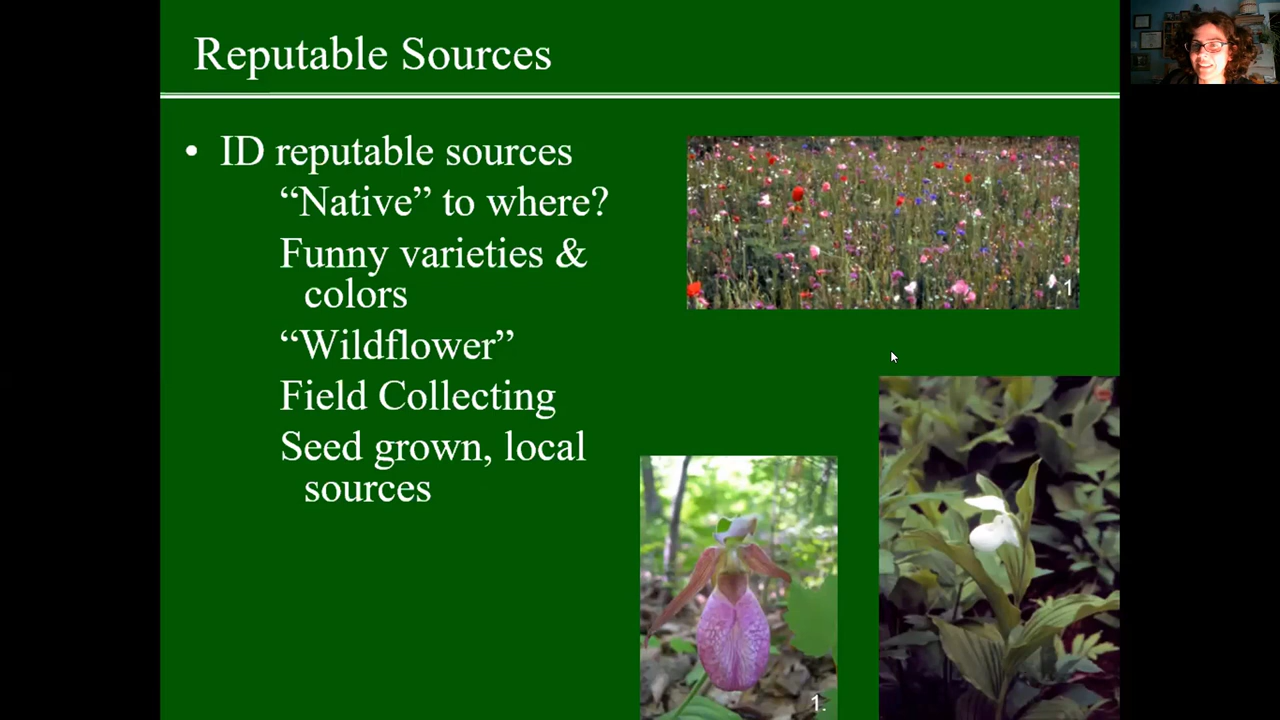 Reputable Sources
• ID reputable sources
“Native” to where?
Funny varieties &
colors
“Wildflower”
Field Collecting
Seed grown, local
sources
1
1.